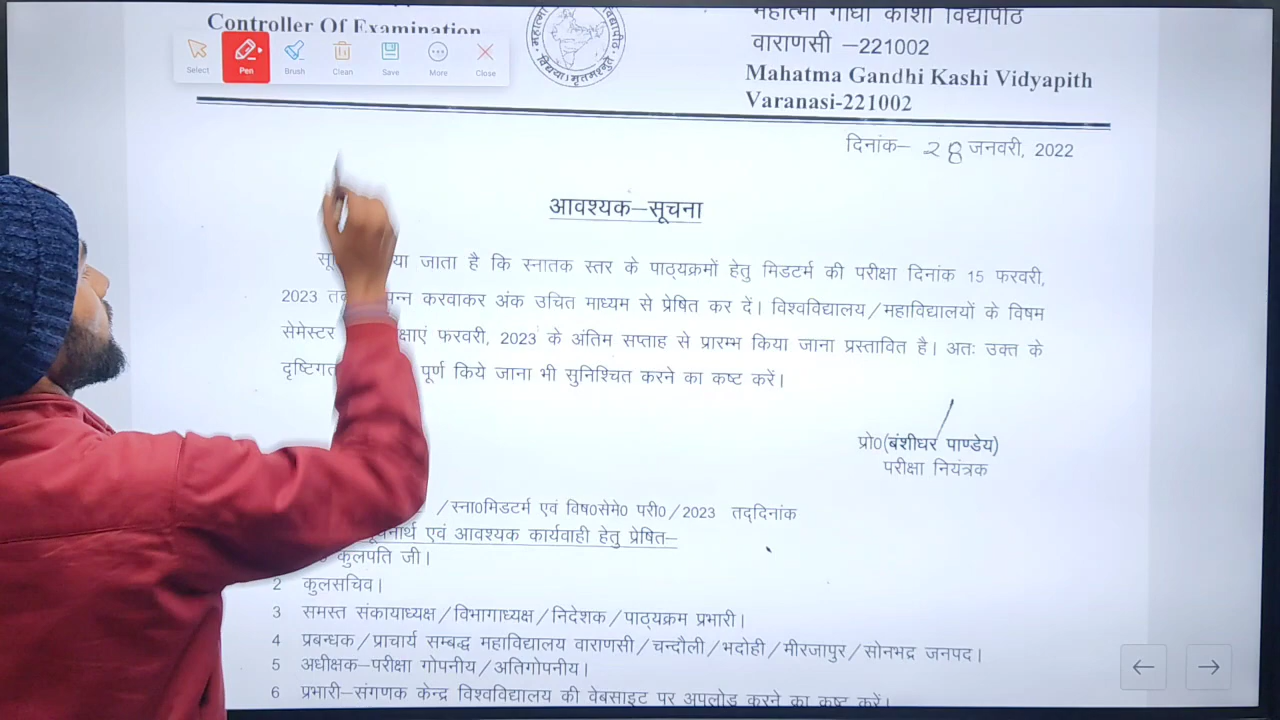 Controller Of Examination
महात्मा गांधी काशी विद्यापीठ
वाराणसी –221002
Mahatma Gandhi Kashi Vidyapith
Varanasi-221002
Select Pen Brush Clean Save More Close
दिनांक– 28 जनवरी, 2022
आवश्यक–सूचना
या जाता है कि स्नातक स्तर के पाठ्यक्रमों हेतु मिडटर्म की परीक्षा दिनांक 15 फरवरी,
2023 पन्न करवाकर अंक उचित माध्यम से प्रेषित कर दें। विश्वविद्यालय/महाविद्यालयों के विषम
सेमेस्टर क्षाएं फरवरी, 2023 के अंतिम सप्ताह से प्रारम्भ किया जाना प्रस्तावित है। अतः उक्त के
दृष्टिगत पूर्ण किये जाना भी सुनिश्चित करने का कष्ट करें।
प्रो0(बंशीधर पाण्डेय)
परीक्षा नियंत्रक
/स्ना0मिडटर्म एवं विष0सेमे0 परी0/2023 तद्दिनांक
एवं आवश्यक कार्यवाही हेतु प्रेषित–
कुलपति जी।
2 कुलसचिव।
3 समस्त संकायाध्यक्ष/विभागाध्यक्ष/निदेशक/पाठ्यक्रम प्रभारी।
4 प्रबन्धक/प्राचार्य सम्बद्ध महाविद्यालय वाराणसी/चन्दौली/भदोही/मीरजापुर/सोनभद्र जनपद।
5 अधीक्षक–परीक्षा गोपनीय/अतिगोपनीय।
6 प्रभारी–संगणक केन्द्र विश्वविद्यालय की वेबसाइट पर अपलोड करने का कष्ट करें।